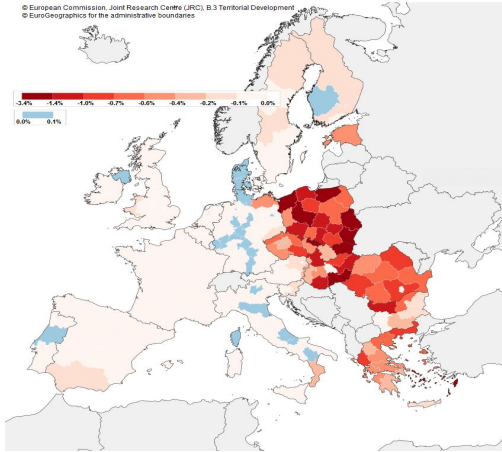 © European Commission, Joint Research Centre (JRC), B.3 Territorial Development
© EuroGeographics for the administrative boundaries
-3.4% -1.4% -1.0% -0.7% -0.6% -0.4% -0.2% -0.1% 0.0%
0.0% 0.1%